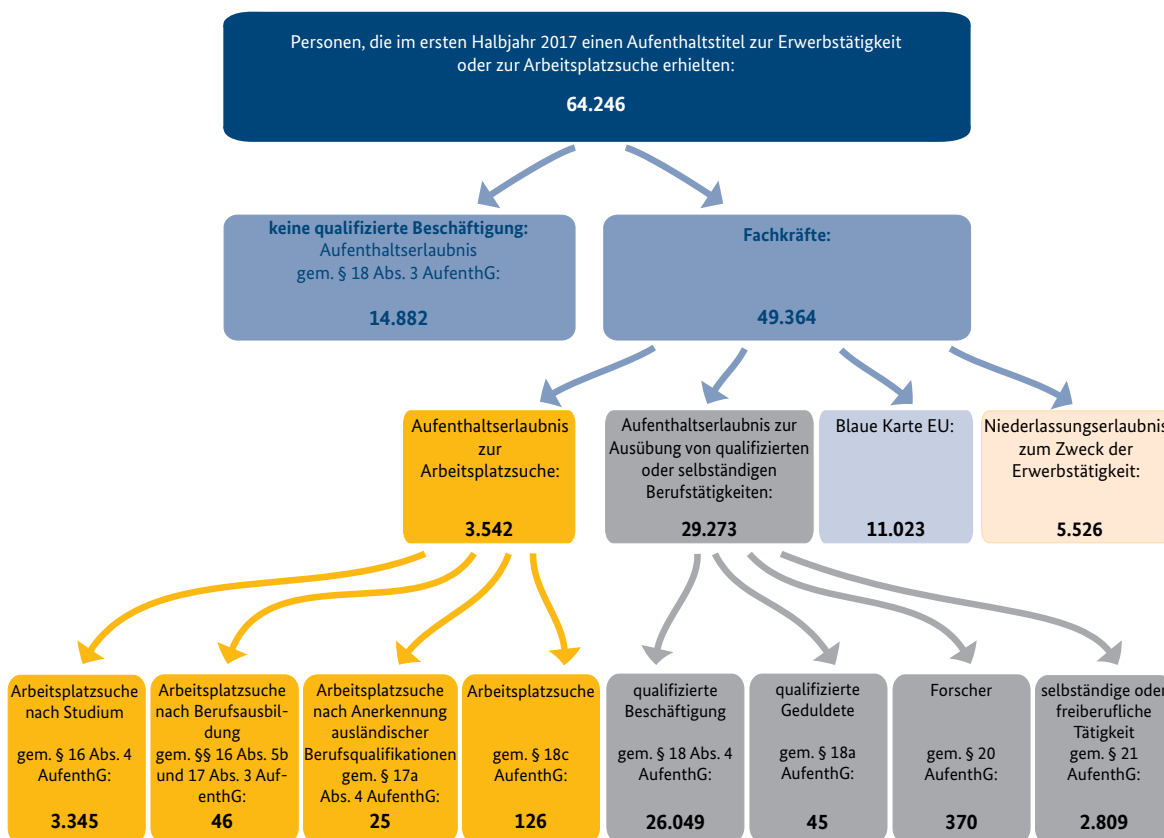 Personen, die im ersten Halbjahr 2017 einen Aufenthaltstitel zur Erwerbstätigkeit
oder zur Arbeitsplatzsuche erhielten:
64.246
keine qualifizierte Beschäftigung:
Aufenthaltserlaubnis
gem. § 18 Abs. 3 AufenthG:
14.882
Fachkräfte:
49.364
Aufenthaltserlaubnis
zur
Arbeitsplatzsuche:
3.542
Aufenthaltserlaubnis zur
Ausübung von qualifizierten
oder selbständigen
Berufstätigkeiten:
29.273
Blaue Karte EU:
11.023
Niederlassungserlaubnis
zum Zweck der
Erwerbstätigkeit:
5.526
Arbeitsplatzsuche
nach Studium
gem. § 16 Abs. 4
AufenthG:
3.345
Arbeitsplatzsuche
nach Berufsausbil-
dung
gem. §§ 16 Abs. 5b
und 17 Abs. 3 Auf-
enthG:
46
Arbeitsplatzsuche
nach Anerkennung
ausländischer
Berufsqualifikationen
gem. § 17a
Abs. 4 AufenthG:
25
Arbeitsplatzsuche
gem. § 18c
AufenthG:
126
qualifizierte
Beschäftigung
gem. § 18 Abs. 4
AufenthG:
26.049
qualifizierte
Geduldete
gem. § 18a
AufenthG:
45
Forscher
gem. § 20
AufenthG:
370
selbständige oder
freiberufliche
Tätigkeit
gem. § 21
AufenthG:
2.809